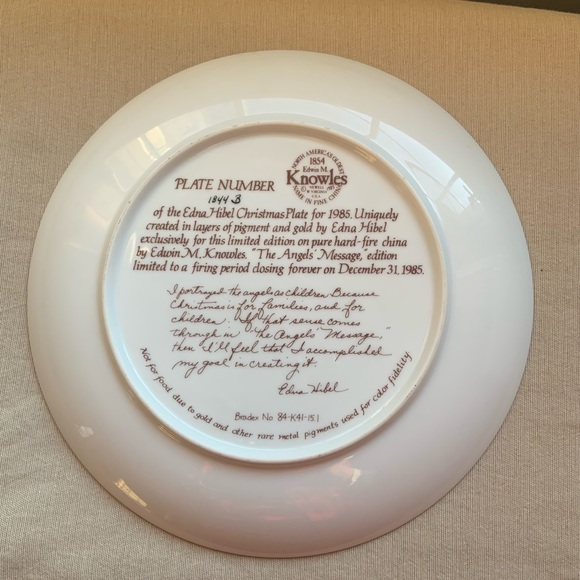 NORTH AMERICA'S OLDEST
1854
Edwin M.
Knowles
NAME IN FINE CHINA
PLATE NUMBER
1844 B
of the Edna Hibel Christmas Plate for 1985. Uniquely
created in layers of pigment and gold by Edna Hibel
exclusively for this limited edition on pure hard-fire china
by Edwin M. Knowles. "The Angels' Message," edition
limited to a firing period closing forever on December 31, 1985.
I portrayed the angels as children. Because
Christmas is for families, and for
children. If that sense comes
through in "The Angels' Message,"
then I'll feel that I accomplished
my goal in creating it.
Edna Hibel
Bradex No 84-K41-15.1
Not for food, due to gold and other rare metal pigments used for color fidelity